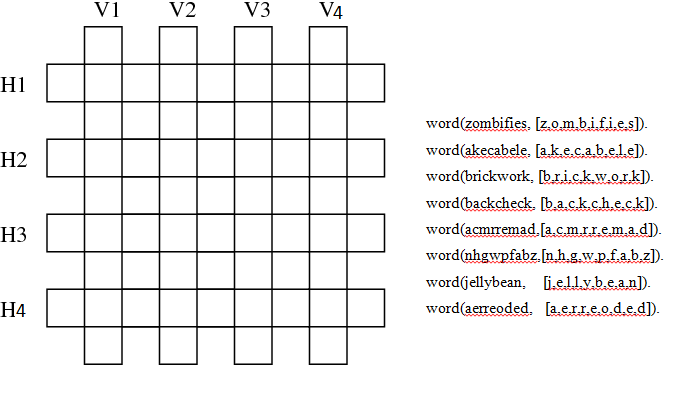 V1 V2 V3 V4
H1
H2
H3
H4
word(zombifies, [z,o,m,b,i,f,i,e,s]).
word(akecabele, [a,k,e,c,a,b,e,l,e]).
word(brickwork, [b,r,i,c,k,w,o,r,k]).
word(backcheck, [b,a,c,k,c,h,e,c,k]).
word(acmrremad,[a,c,m,r,r,e,m,a,d]).
word(nhgwpfabz,[n,h,g,w,p,f,a,b,z]).
word(jellybean, [j,e,l,l,y,b,e,a,n]).
word(aerreoded, [a,e,r,r,e,o,d,e,d]).